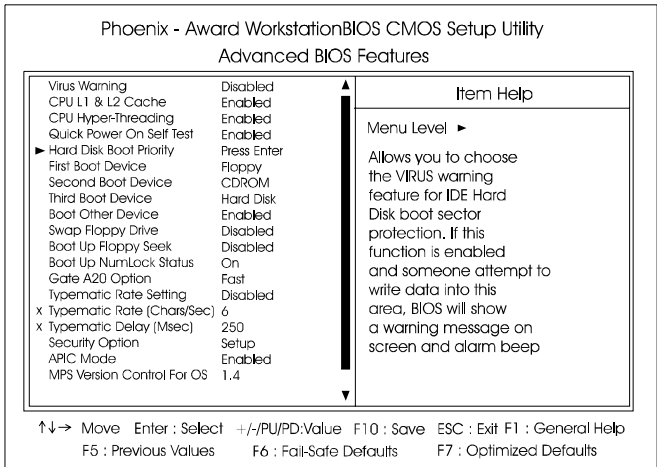 Phoenix - Award WorkstationBIOS CMOS Setup Utility
Advanced BIOS Features
Virus Warning Disabled
CPU L1 & L2 Cache Enabled
CPU Hyper-Threading Enabled
Quick Power On Self Test Enabled
► Hard Disk Boot Priority Press Enter
First Boot Device Floppy
Second Boot Device CDROM
Third Boot Device Hard Disk
Boot Other Device Enabled
Swap Floppy Drive Disabled
Boot Up Floppy Seek Disabled
Boot Up NumLock Status On
Gate A20 Option Fast
Typematic Rate Setting Disabled
x Typematic Rate (Chars/Sec) 6
x Typematic Delay (Msec) 250
Security Option Setup
APIC Mode Enabled
MPS Version Control For OS 1.4
Item Help
Menu Level ►
Allows you to choose
the VIRUS warning
feature for IDE Hard
Disk boot sector
protection. If this
function is enabled
and someone attempt to
write data into this
area, BIOS will show
a warning message on
screen and alarm beep
↑↓→ Move Enter : Select +/-/PU/PD:Value F10 : Save ESC : Exit F1 : General Help
F5 : Previous Values F6 : Fail-Safe Defaults F7 : Optimized Defaults